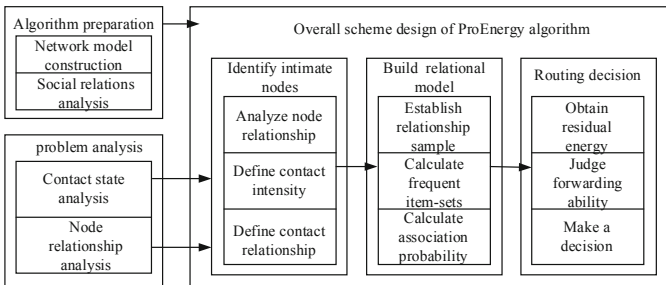 Algorithm preparation
Network model
construction
Social relations
analysis
problem analysis
Contact state
analysis
Node
relationship
analysis
Overall scheme design of ProEnergy algorithm
Identify intimate
nodes
Analyze node
relationship
Define contact
intensity
Define contact
relationship
Build relational
model
Establish
relationship
sample
Calculate
frequent
item-sets
Calculate
association
probability
Routing decision
Obtain
residual
energy
Judge
forwarding
ability
Make a
decision